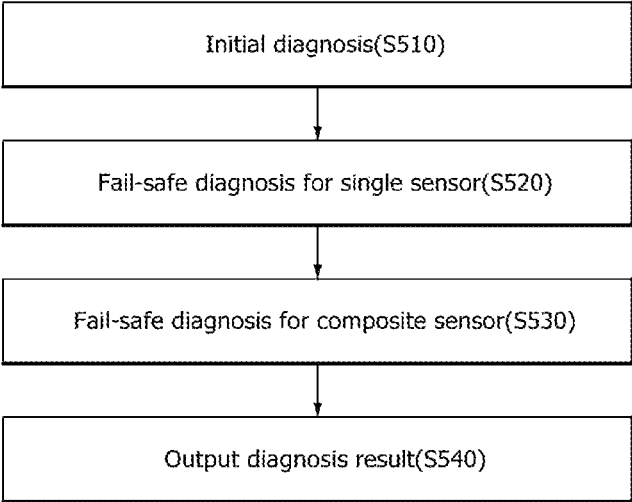 Initial diagnosis(S510)
Fail-safe diagnosis for single sensor(S520)
Fail-safe diagnosis for composite sensor(S530)
Output diagnosis result(S540)